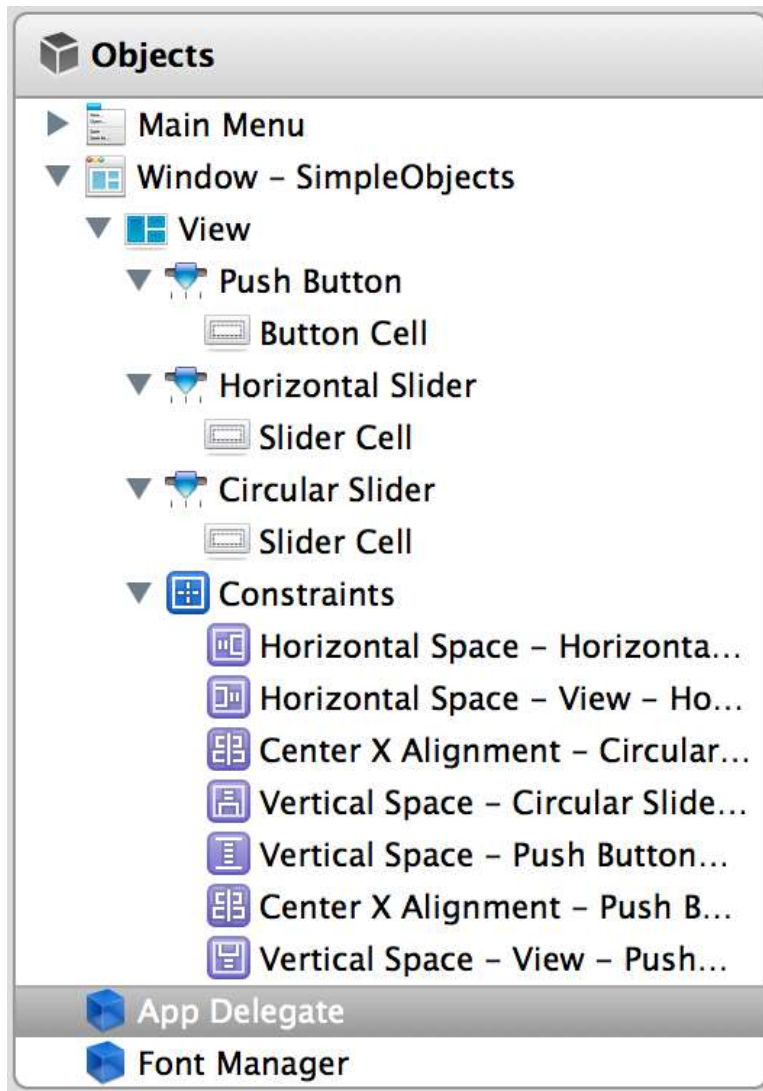 Objects
Main Menu
Window – SimpleObjects
View
Push Button
Button Cell
Horizontal Slider
Slider Cell
Circular Slider
Slider Cell
Constraints
Horizontal Space – Horizonta...
Horizontal Space – View – Ho...
Center X Alignment – Circular...
Vertical Space – Circular Slide...
Vertical Space – Push Button...
Center X Alignment – Push B...
Vertical Space – View – Push...
App Delegate
Font Manager